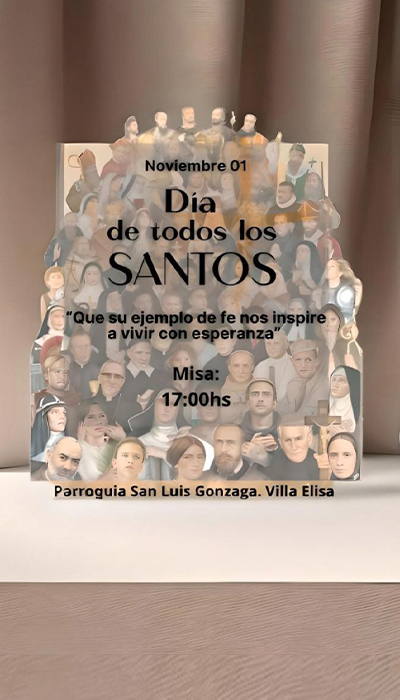 Noviembre 01
Día
de todos los
SANTOS
“Que su ejemplo de fe nos inspire
a vivir con esperanza”
Misa:
17:00hs
Parroquia San Luis Gonzaga. Villa Elisa